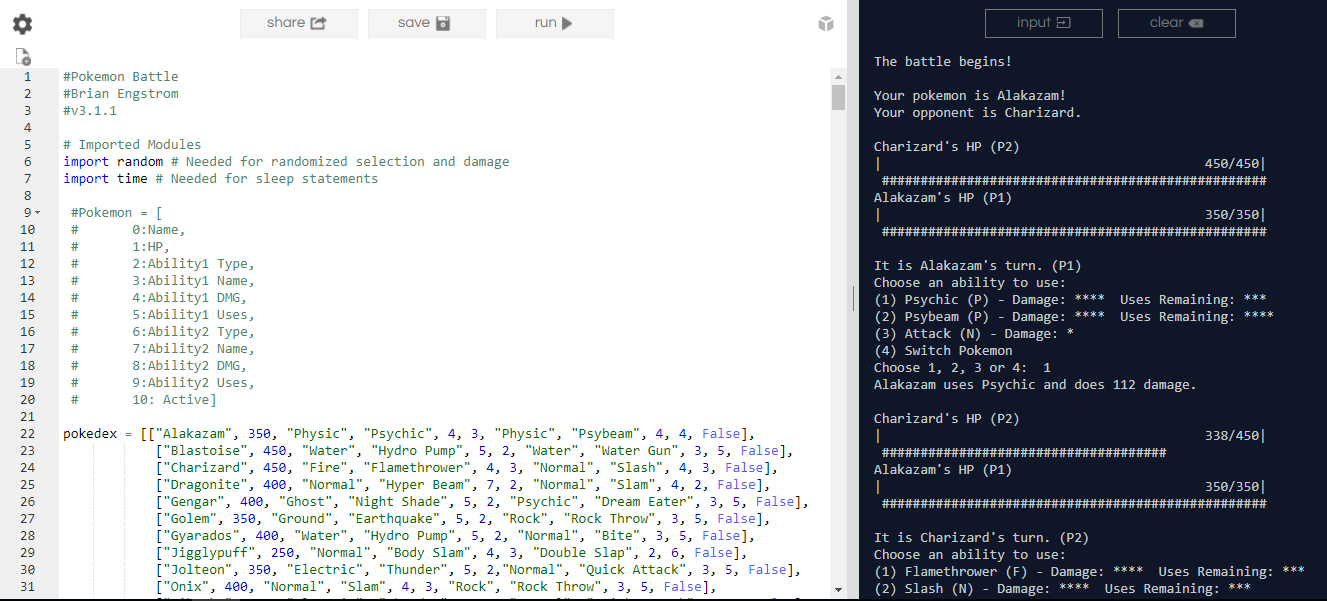 share save run
1 #Pokemon Battle
2 #Brian Engstrom
3 #v3.1.1
4
5 # Imported Modules
6 import random # Needed for randomized selection and damage
7 import time # Needed for sleep statements
8
9 #Pokemon = [
10 # 0:Name,
11 # 1:HP,
12 # 2:Ability1 Type,
13 # 3:Ability1 Name,
14 # 4:Ability1 DMG,
15 # 5:Ability1 Uses,
16 # 6:Ability2 Type,
17 # 7:Ability2 Name,
18 # 8:Ability2 DMG,
19 # 9:Ability2 Uses,
20 # 10: Active]
21
22 pokedex = [["Alakazam", 350, "Physic", "Psychic", 4, 3, "Physic", "Psybeam", 4, 4, False],
23 ["Blastoise", 450, "Water", "Hydro Pump", 5, 2, "Water", "Water Gun", 3, 5, False],
24 ["Charizard", 450, "Fire", "Flamethrower", 4, 3, "Normal", "Slash", 4, 3, False],
25 ["Dragonite", 400, "Normal", "Hyper Beam", 7, 2, "Normal", "Slam", 4, 2, False],
26 ["Gengar", 400, "Ghost", "Night Shade", 5, 2, "Psychic", "Dream Eater", 3, 5, False],
27 ["Golem", 350, "Ground", "Earthquake", 5, 2, "Rock", "Rock Throw", 3, 5, False],
28 ["Gyarados", 400, "Water", "Hydro Pump", 5, 2, "Normal", "Bite", 3, 5, False],
29 ["Jigglypuff", 250, "Normal", "Body Slam", 4, 3, "Double Slap", 2, 6, False],
30 ["Jolteon", 350, "Electric", "Thunder", 5, 2,"Normal", "Quick Attack", 3, 5, False],
31 ["Onix", 400, "Normal", "Slam", 4, 3, "Rock", "Rock Throw", 3, 5, False],
input clear
The battle begins!
Your pokemon is Alakazam!
Your opponent is Charizard.
Charizard's HP (P2)
| 450/450|
##################################################
Alakazam's HP (P1)
| 350/350|
##################################################
It is Alakazam's turn. (P1)
Choose an ability to use:
(1) Psychic (P) - Damage: **** Uses Remaining: ***
(2) Psybeam (P) - Damage: **** Uses Remaining: ****
(3) Attack (N) - Damage: *
(4) Switch Pokemon
Choose 1, 2, 3 or 4: 1
Alakazam uses Psychic and does 112 damage.
Charizard's HP (P2)
| 338/450|
#####################################
Alakazam's HP (P1)
| 350/350|
##################################################
It is Charizard's turn. (P2)
Choose an ability to use:
(1) Flamethrower (F) - Damage: **** Uses Remaining: ***
(2) Slash (N) - Damage: **** Uses Remaining: ***